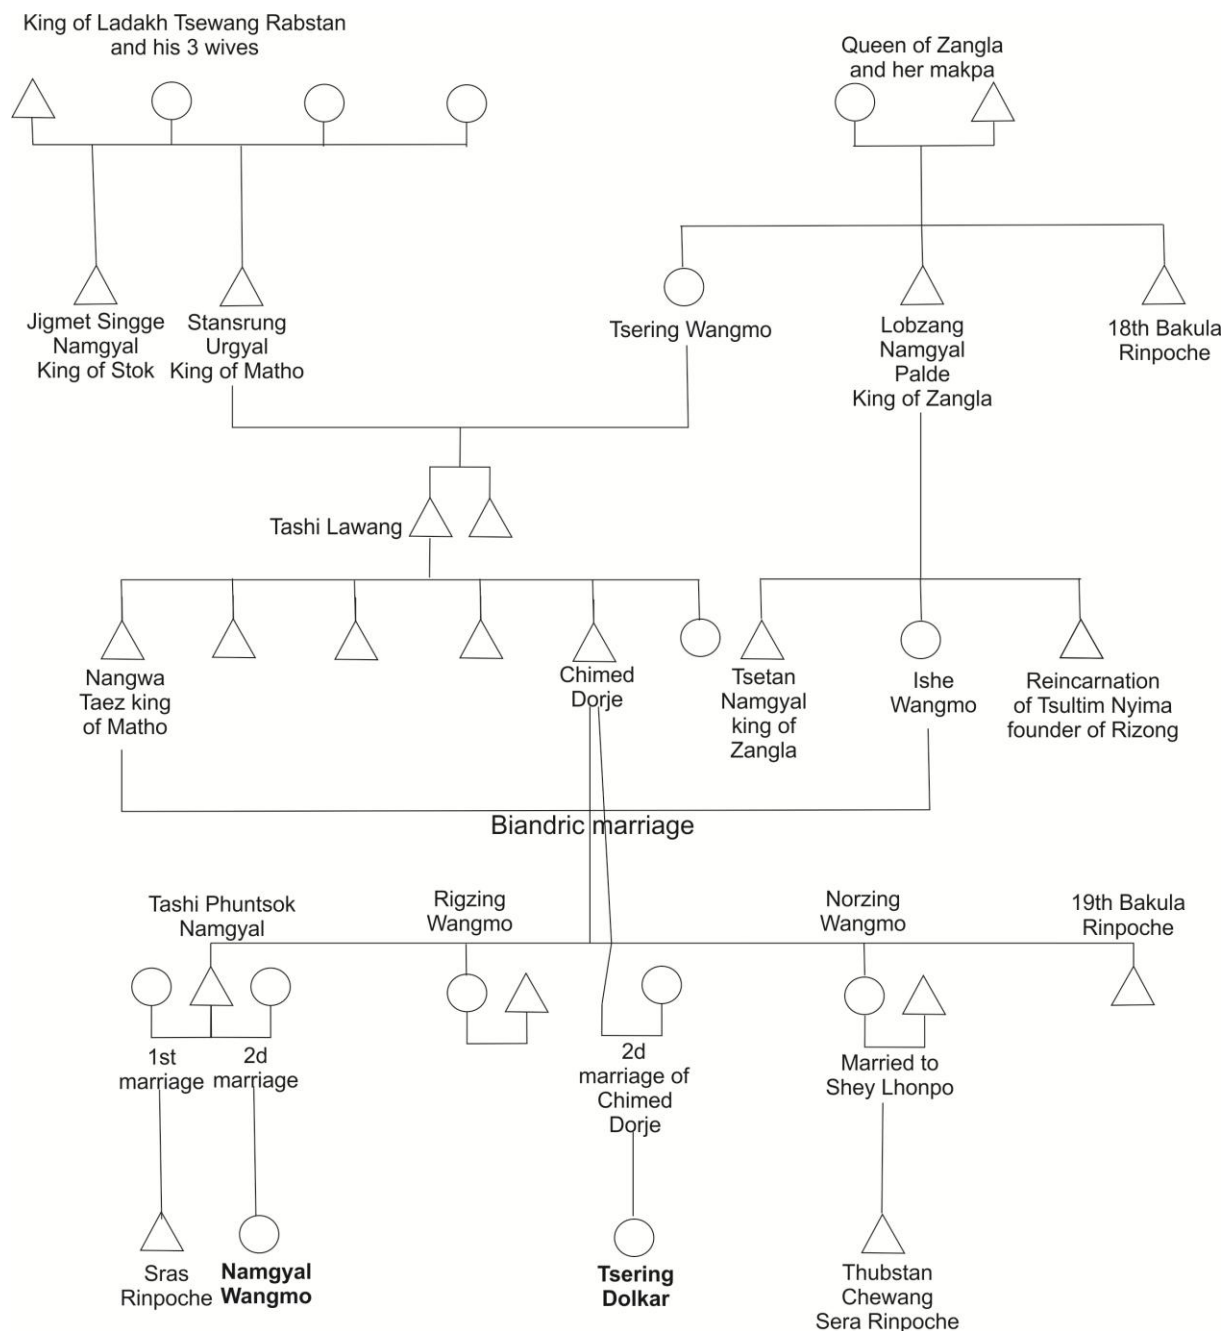 King of Ladakh Tsewang Rabstan
and his 3 wives
Queen of Zangla
and her makpa
Jigmet Singge
Namgyal
King of Stok
Stansrung
Urgyal
King of Matho
Tsering Wangmo
Lobzang
Namgyal
Palde
King of Zangla
18th Bakula
Rinpoche
Tashi Lawang
Nangwa
Taez king
of Matho
Chimed
Dorje
Tsetan
Namgyal
king of
Zangla
Ishe
Wangmo
Reincarnation
of Tsultim Nyima
founder of Rizong
Biandric marriage
Tashi Phuntsok
Namgyal
Rigzing
Wangmo
Norzing
Wangmo
19th Bakula
Rinpoche
1st
marriage
2d
marriage
2d
marriage of
Chimed
Dorje
Married to
Shey Lhonpo
Sras
Rinpoche
Namgyal
Wangmo
Tsering
Dolkar
Thubstan
Chewang
Sera Rinpoche